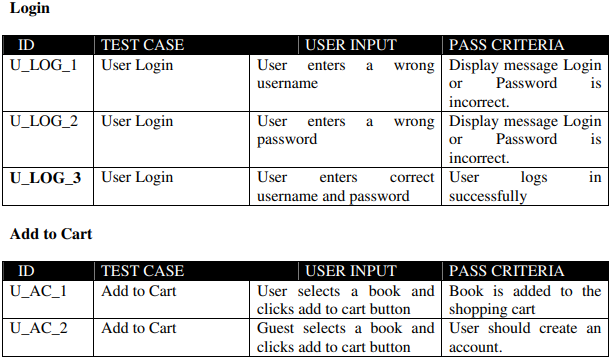 Login
ID TEST CASE USER INPUT PASS CRITERIA
U_LOG_1 User Login User enters a wrong Display message Login
username or Password is
incorrect.
U_LOG_2 User Login User enters a wrong Display message Login
password or Password is
incorrect.
U_LOG_3 User Login User enters correct User logs in
username and password successfully
Add to Cart
ID TEST CASE USER INPUT PASS CRITERIA
U_AC_1 Add to Cart User selects a book and Book is added to the
clicks add to cart button shopping cart
U_AC_2 Add to Cart Guest selects a book and User should create an
clicks add to cart button account.